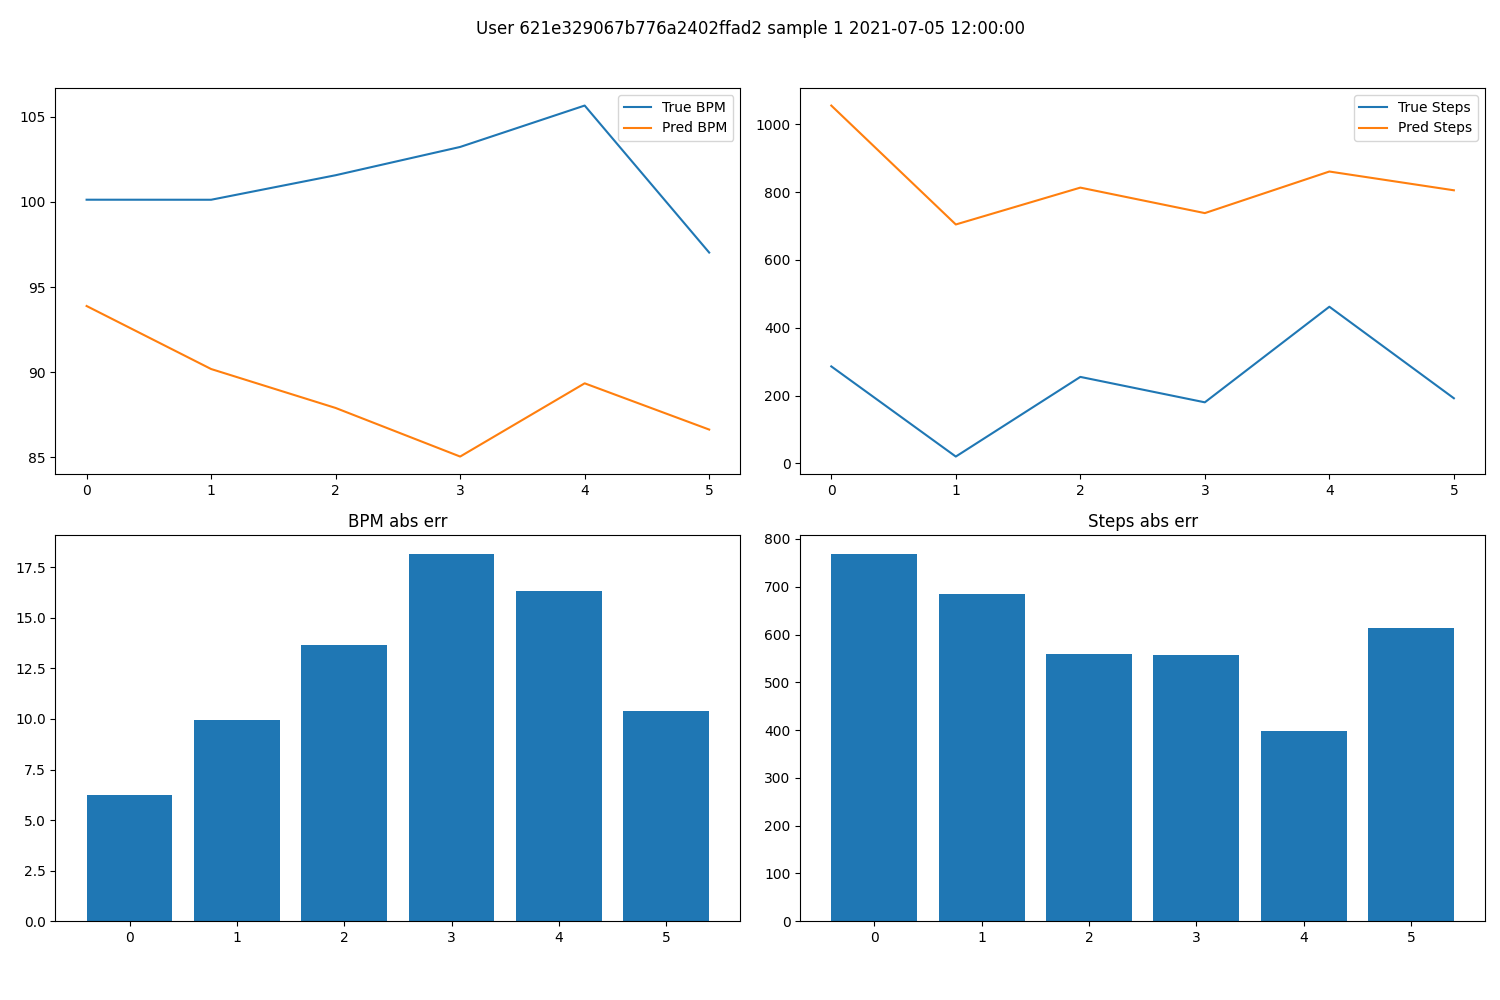 User 621e329067b776a2402ffad2 sample 1 2021-07-05 12:00:00
True BPM
Pred BPM
105
100
95
90
85
0 1 2 3 4 5
True Steps
Pred Steps
1000
800
600
400
200
0
0 1 2 3 4 5
BPM abs err
17.5
15.0
12.5
10.0
7.5
5.0
2.5
0.0
0 1 2 3 4 5
Steps abs err
800
700
600
500
400
300
200
100
0
0 1 2 3 4 5